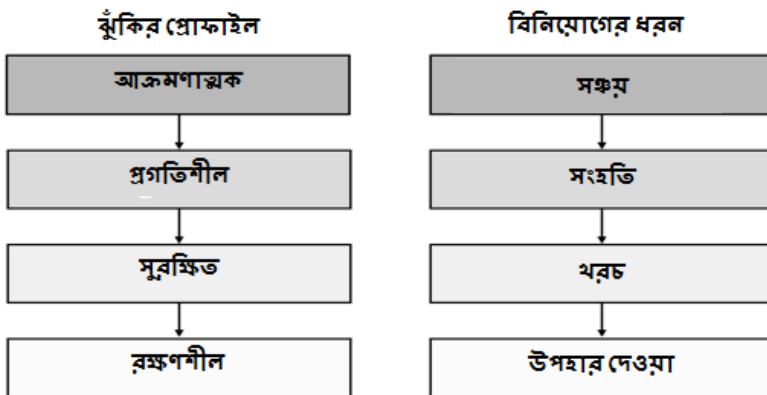 ঝুঁকির প্রোফাইল
আক্রমণাত্মক
প্রগতিশীল
সুরক্ষিত
রক্ষণশীল
বিনিয়োগের ধরন
সঞ্চয়
সংহতি
খরচ
উপহার দেওয়া